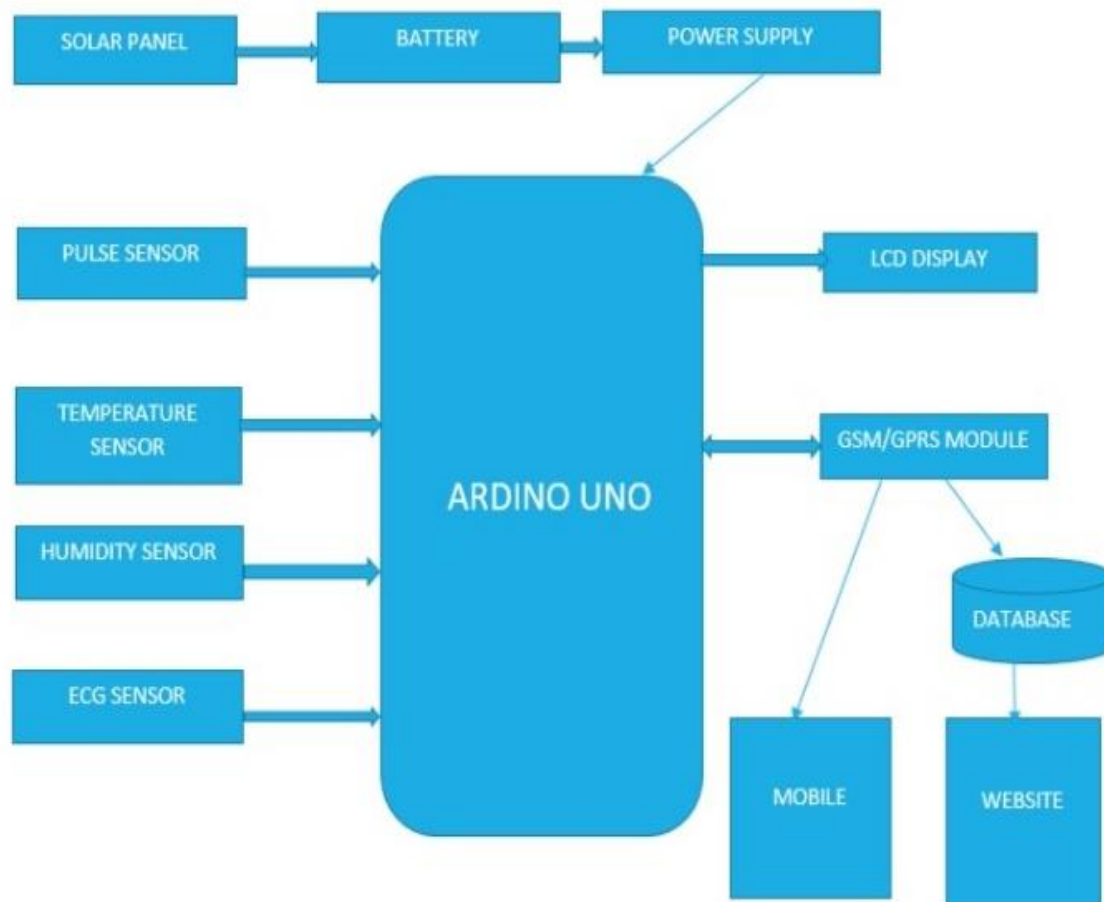 SOLAR PANEL
BATTERY
POWER SUPPLY
PULSE SENSOR
LCD DISPLAY
TEMPERATURE
SENSOR
GSM/GPRS MODULE
ARDINO UNO
HUMIDITY SENSOR
DATABASE
ECG SENSOR
MOBILE
WEBSITE